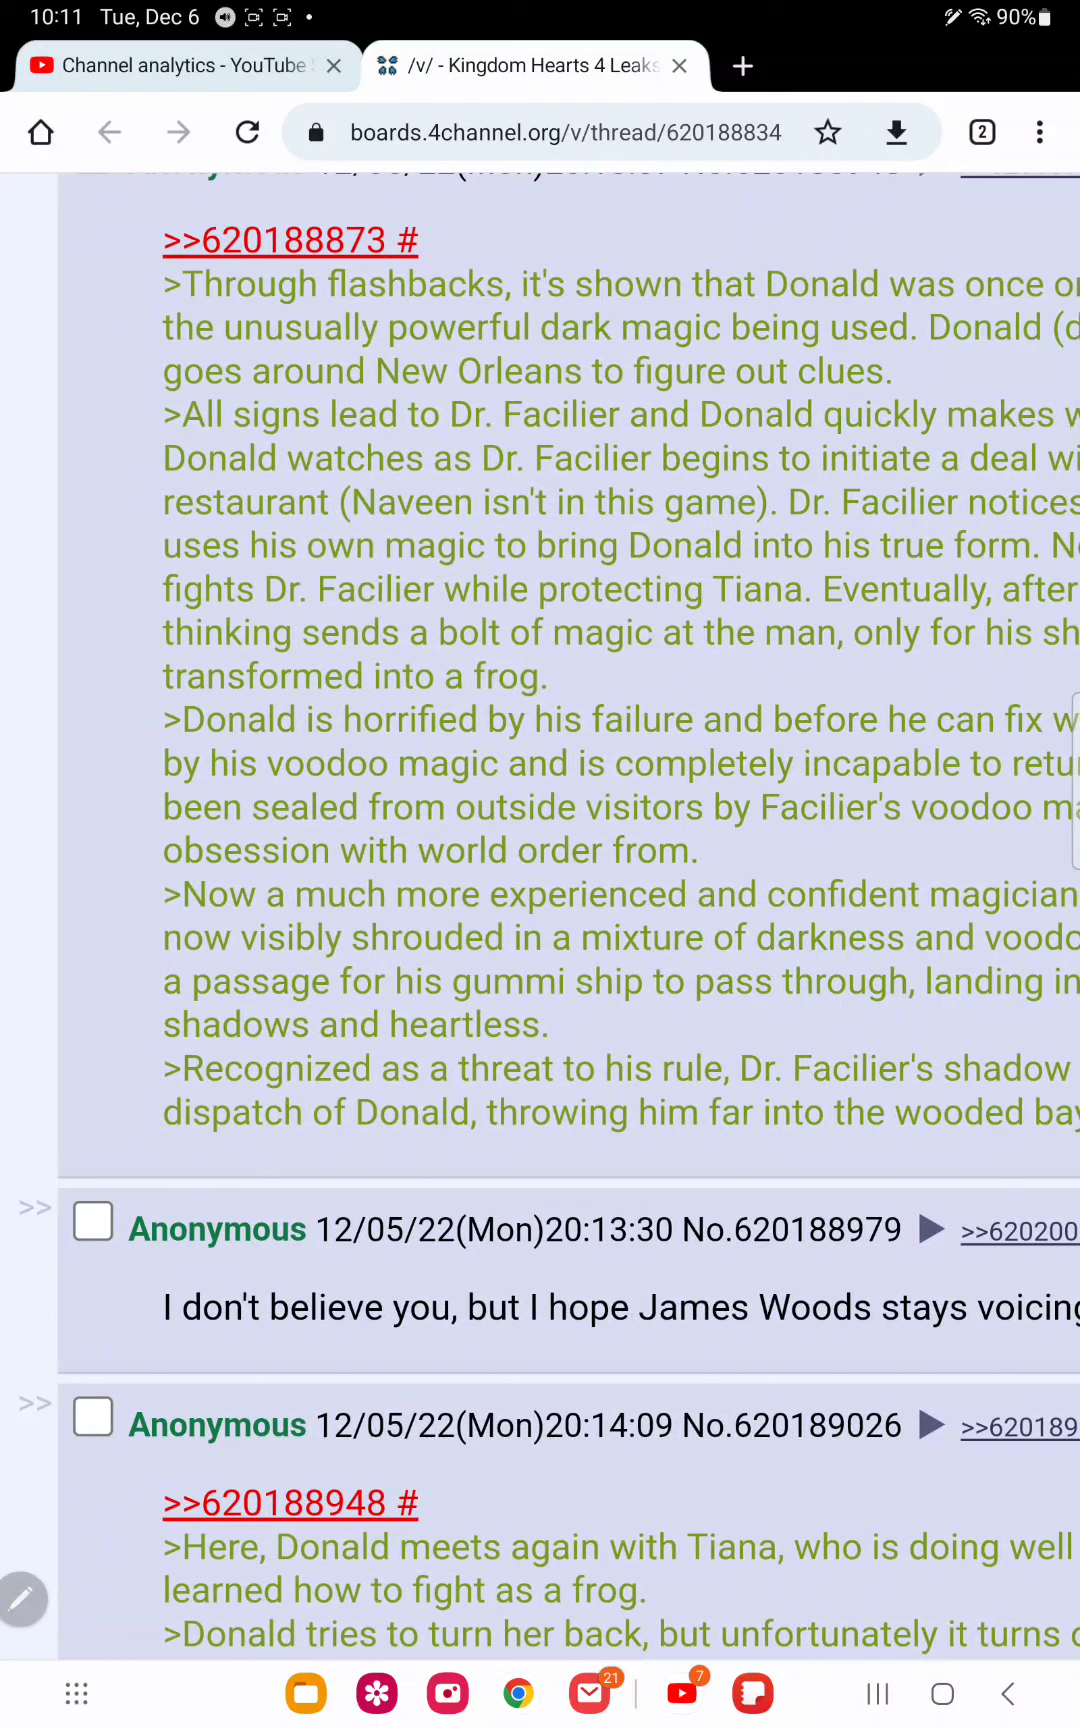 10:11 Tue, Dec 6
90%
Channel analytics - YouTube
/v/ - Kingdom Hearts 4 Leaks
boards.4channel.org/v/thread/620188834
2
>>620188873 #
>Through flashbacks, it's shown that Donald was once
the unusually powerful dark magic being used. Donald
goes around New Orleans to figure out clues.
>All signs lead to Dr. Facilier and Donald quickly makes
Donald watches as Dr. Facilier begins to initiate a deal
restaurant (Naveen isn't in this game). Dr. Facilier notices
uses his own magic to bring Donald into his true form.
fights Dr. Facilier while protecting Tiana. Eventually, after
thinking sends a bolt of magic at the man, only for his
transformed into a frog.
>Donald is horrified by his failure and before he can fix
by his voodoo magic and is completely incapable to
been sealed from outside visitors by Facilier's voodoo
obsession with world order from.
>Now a much more experienced and confident magician
now visibly shrouded in a mixture of darkness and
a passage for his gummi ship to pass through, landing in
shadows and heartless.
>Recognized as a threat to his rule, Dr. Facilier's shadow
dispatch of Donald, throwing him far into the wooded
>>
Anonymous 12/05/22(Mon)20:13:30 No.620188979 ▶ >>620200
I don't believe you, but I hope James Woods stays voicing
>>
Anonymous 12/05/22(Mon)20:14:09 No.620189026 ▶ >>620189
>>620188948 #
>Here, Donald meets again with Tiana, who is doing well
learned how to fight as a frog.
>Donald tries to turn her back, but unfortunately it turns
21
7